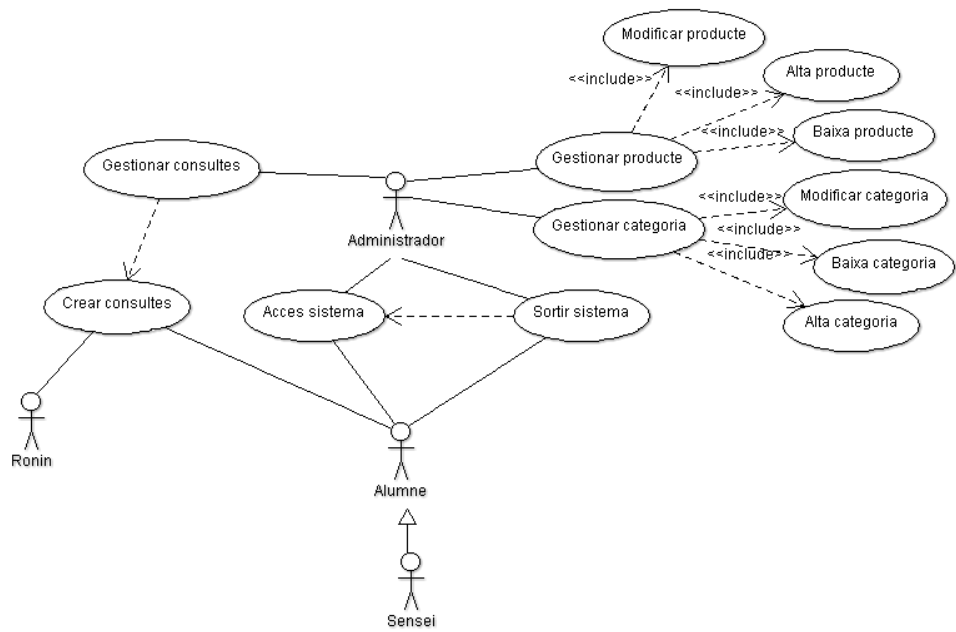 Modificar producte
<<include>>
Alta producte
<<include>>
<<include>>
Baixa producte
Gestionar consultes
Gestionar producte
<<include>>
Modificar categoria
Administrador
Gestionar categoria
<<include>>
<<include>>
Baixa categoria
Crear consultes
Acces sistema
Sortir sistema
Alta categoria
Ronin
Alumne
Sensei